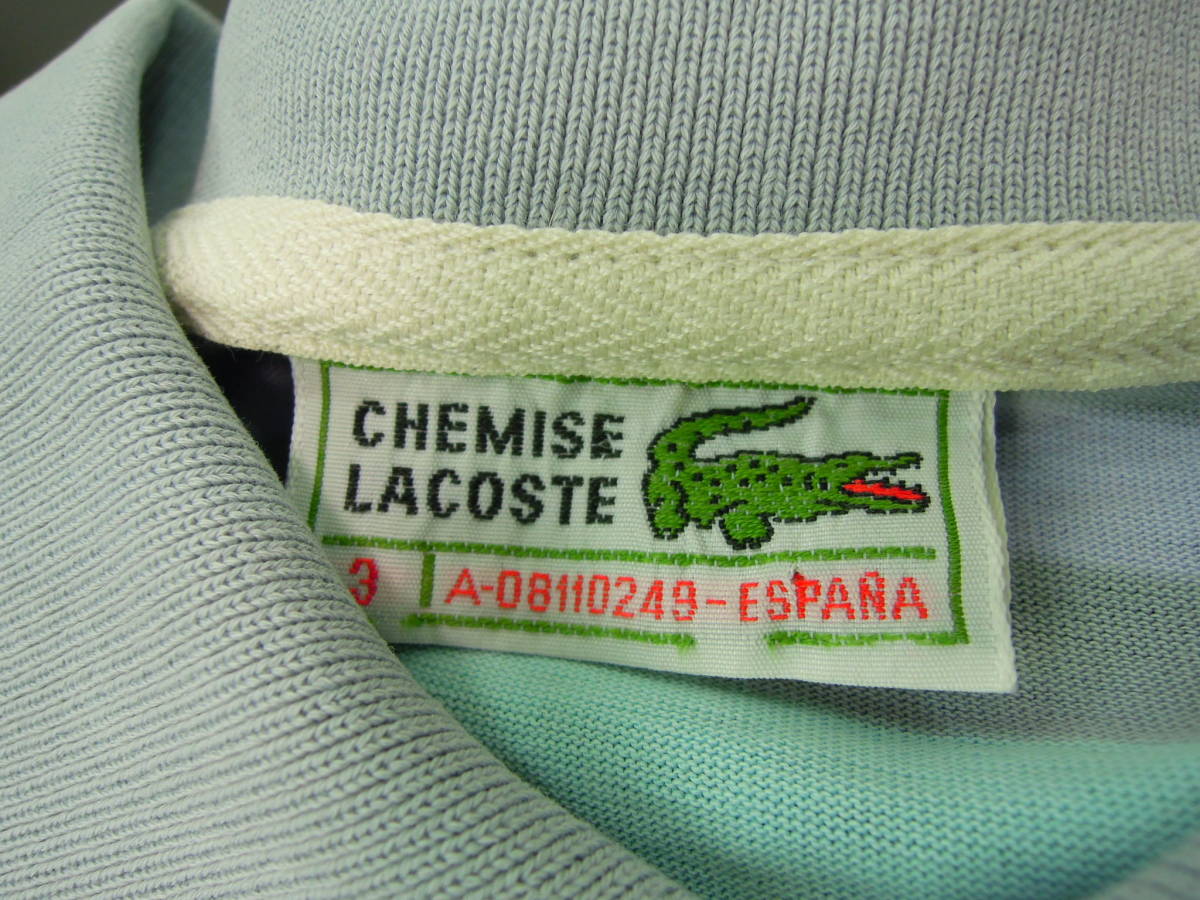 CHEMISE
LACOSTE
3 A-08110249-ESPAÑA